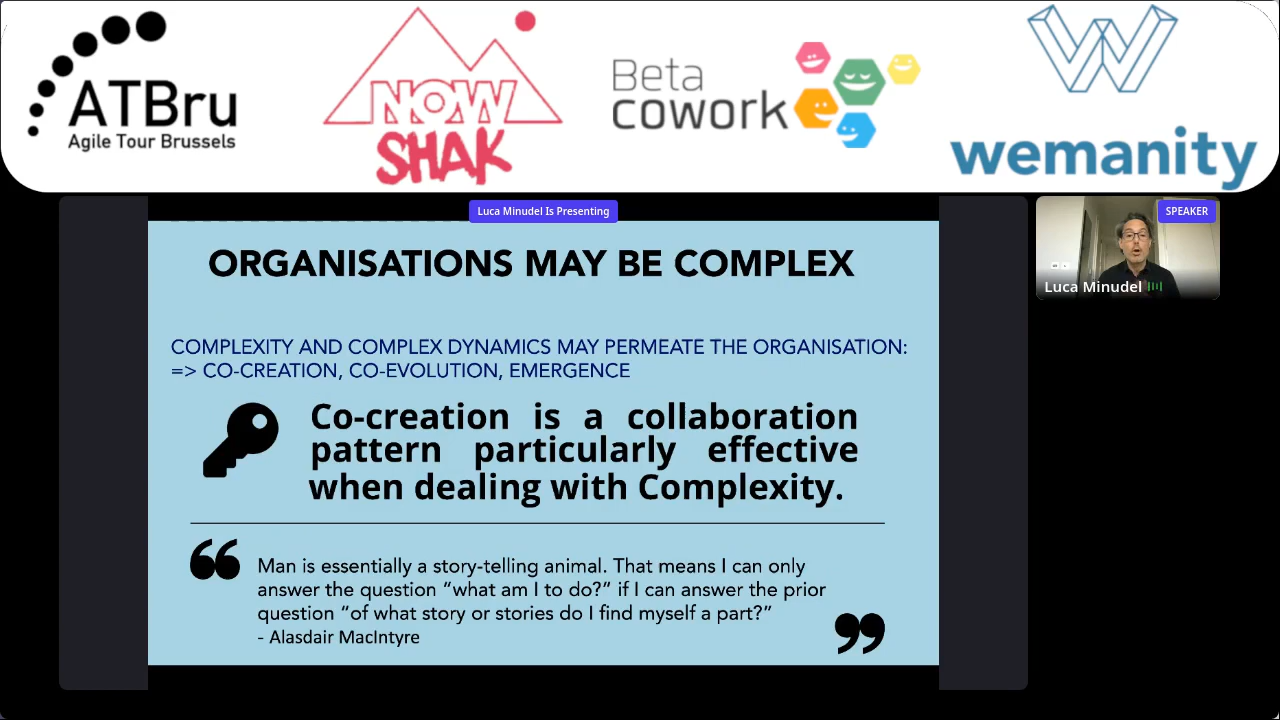 ATBru
Agile Tour Brussels
NOW
SHAK
Beta
cowork
wemanity
Luca Minudel Is Presenting
SPEAKER
Luca Minudel
ORGANISATIONS MAY BE COMPLEX
COMPLEXITY AND COMPLEX DYNAMICS MAY PERMEATE THE ORGANISATION:
=> CO-CREATION, CO-EVOLUTION, EMERGENCE
Co-creation is a collaboration
pattern particularly effective
when dealing with Complexity.
“
Man is essentially a story-telling animal. That means I can only
answer the question “what am I to do?” if I can answer the prior
question “of what story or stories do I find myself a part?”
- Alasdair MacIntyre
”